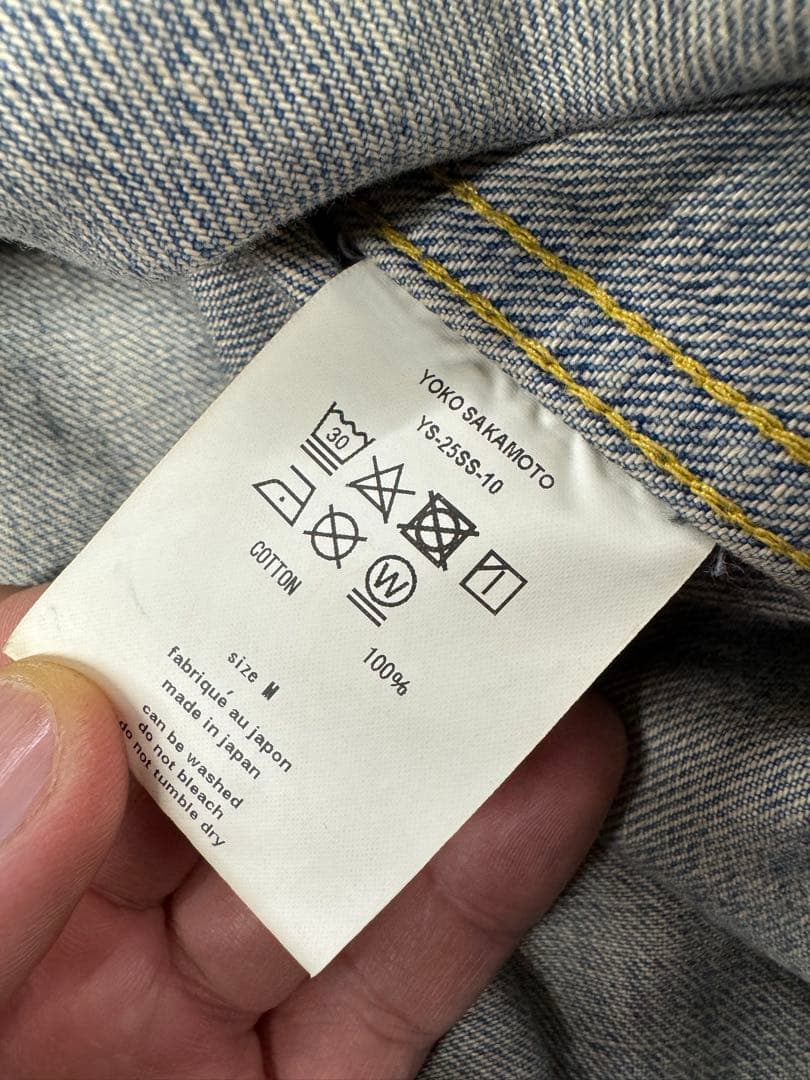 YOKO SAKAMOTO
YS-25SS-10
30
W
COTTON 100%
size M
fabriqué au japon
made in japan
can be washed
do not bleach
do not tumble dry